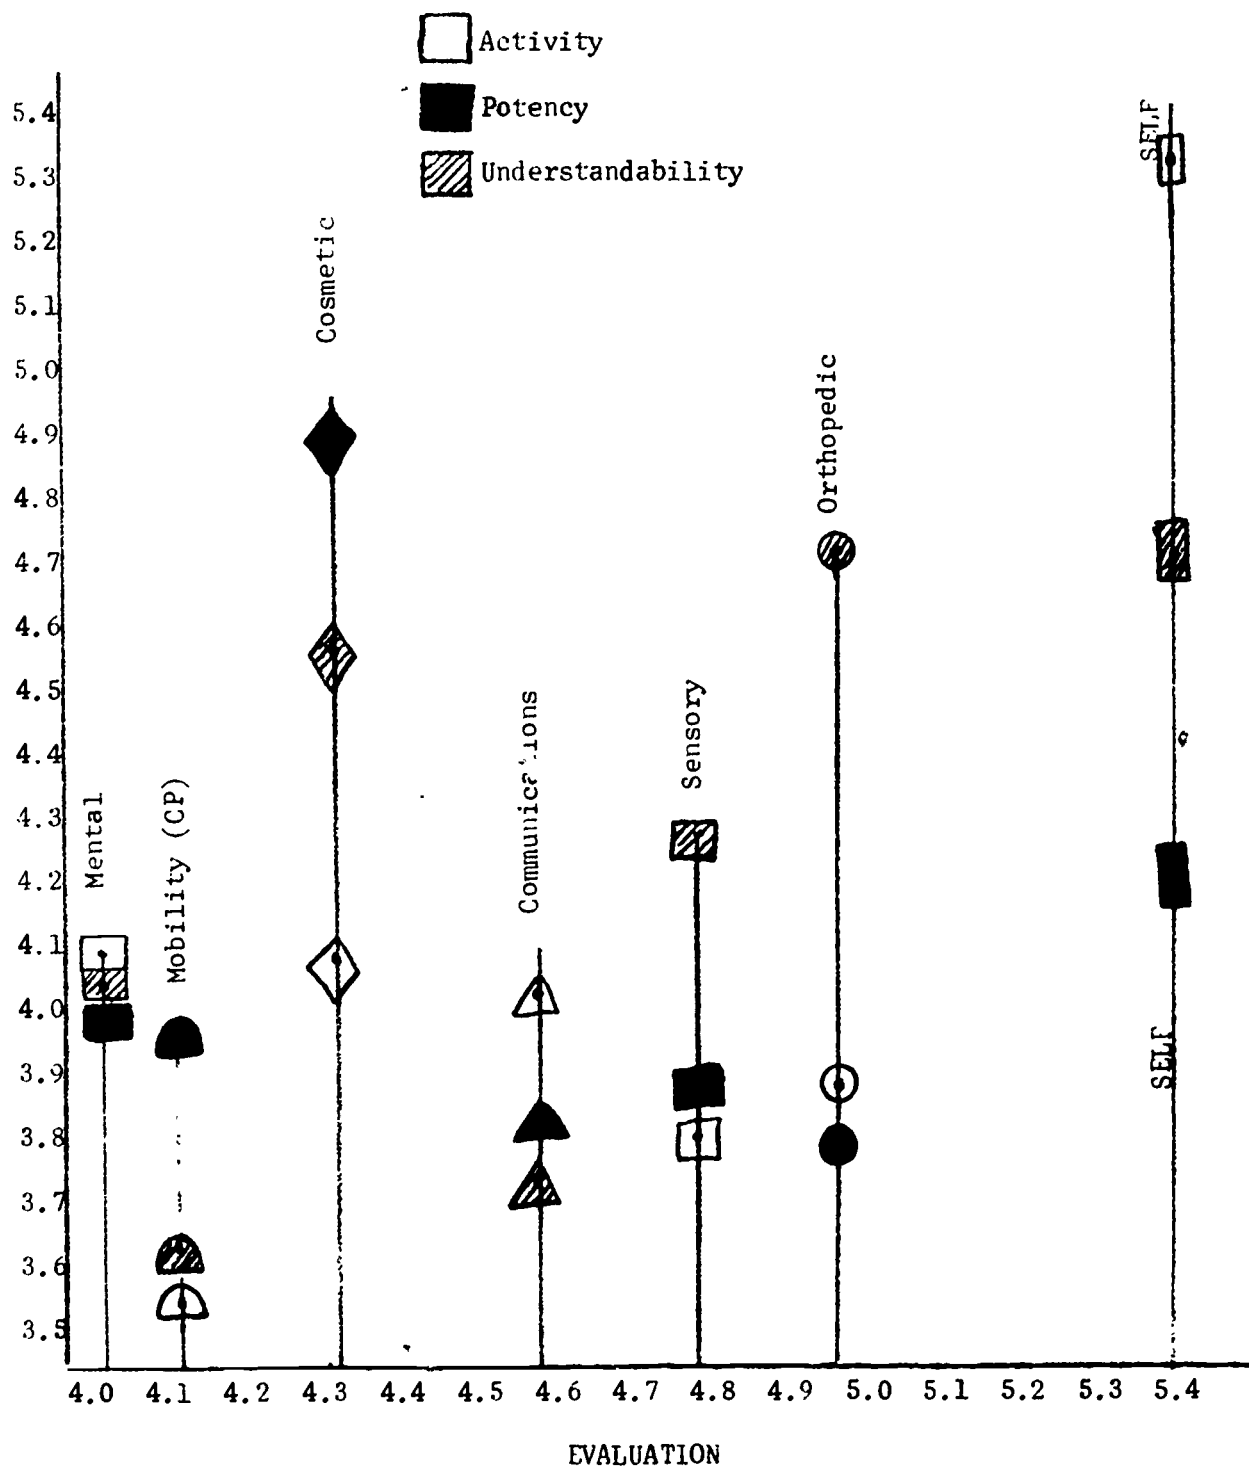 Activity
Potency
Understandability
5.4
5.3
5.2
5.1
5.0
4.9
4.8
4.7
4.6
4.5
4.4
4.3
4.2
4.1
4.0
3.9
3.8
3.7
3.6
3.5
Mental
Mobility (CP)
Cosmetic
Sensory
Orthopedic
SELF
SELF
4.0 4.1 4.2 4.3 4.4 4.5 4.6 4.7 4.8 4.9 5.0 5.1 5.2 5.3 5.4
EVALUATION